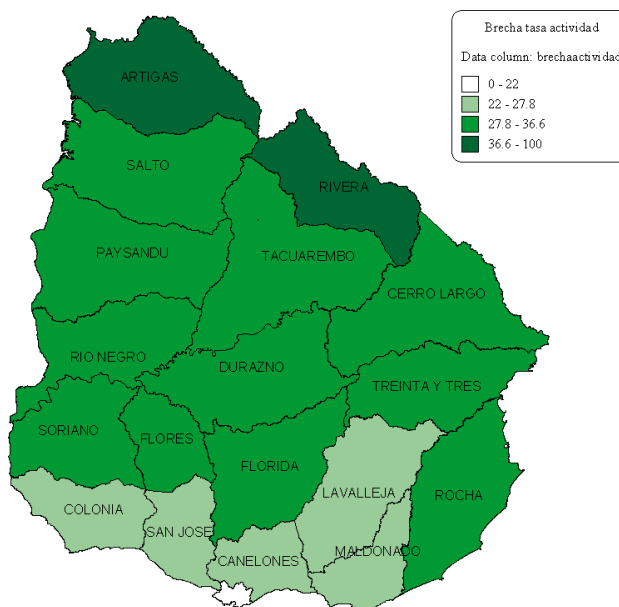 Brecha tasa actividad
Data column: brechaactividad
0 - 22
22 - 27.8
27.8 - 36.6
36.6 - 100
ARTIGAS
SALTO
RIVERA
PAYSANDU
TACUAREMBO
CERRO LARGO
RIO NEGRO
DURAZNO
TREINTA Y TRES
SORIANO
FLORES
FLORIDA
LAVALLEJA
ROCHA
COLONIA
SAN JOSE
CANELONES
MALDONADO